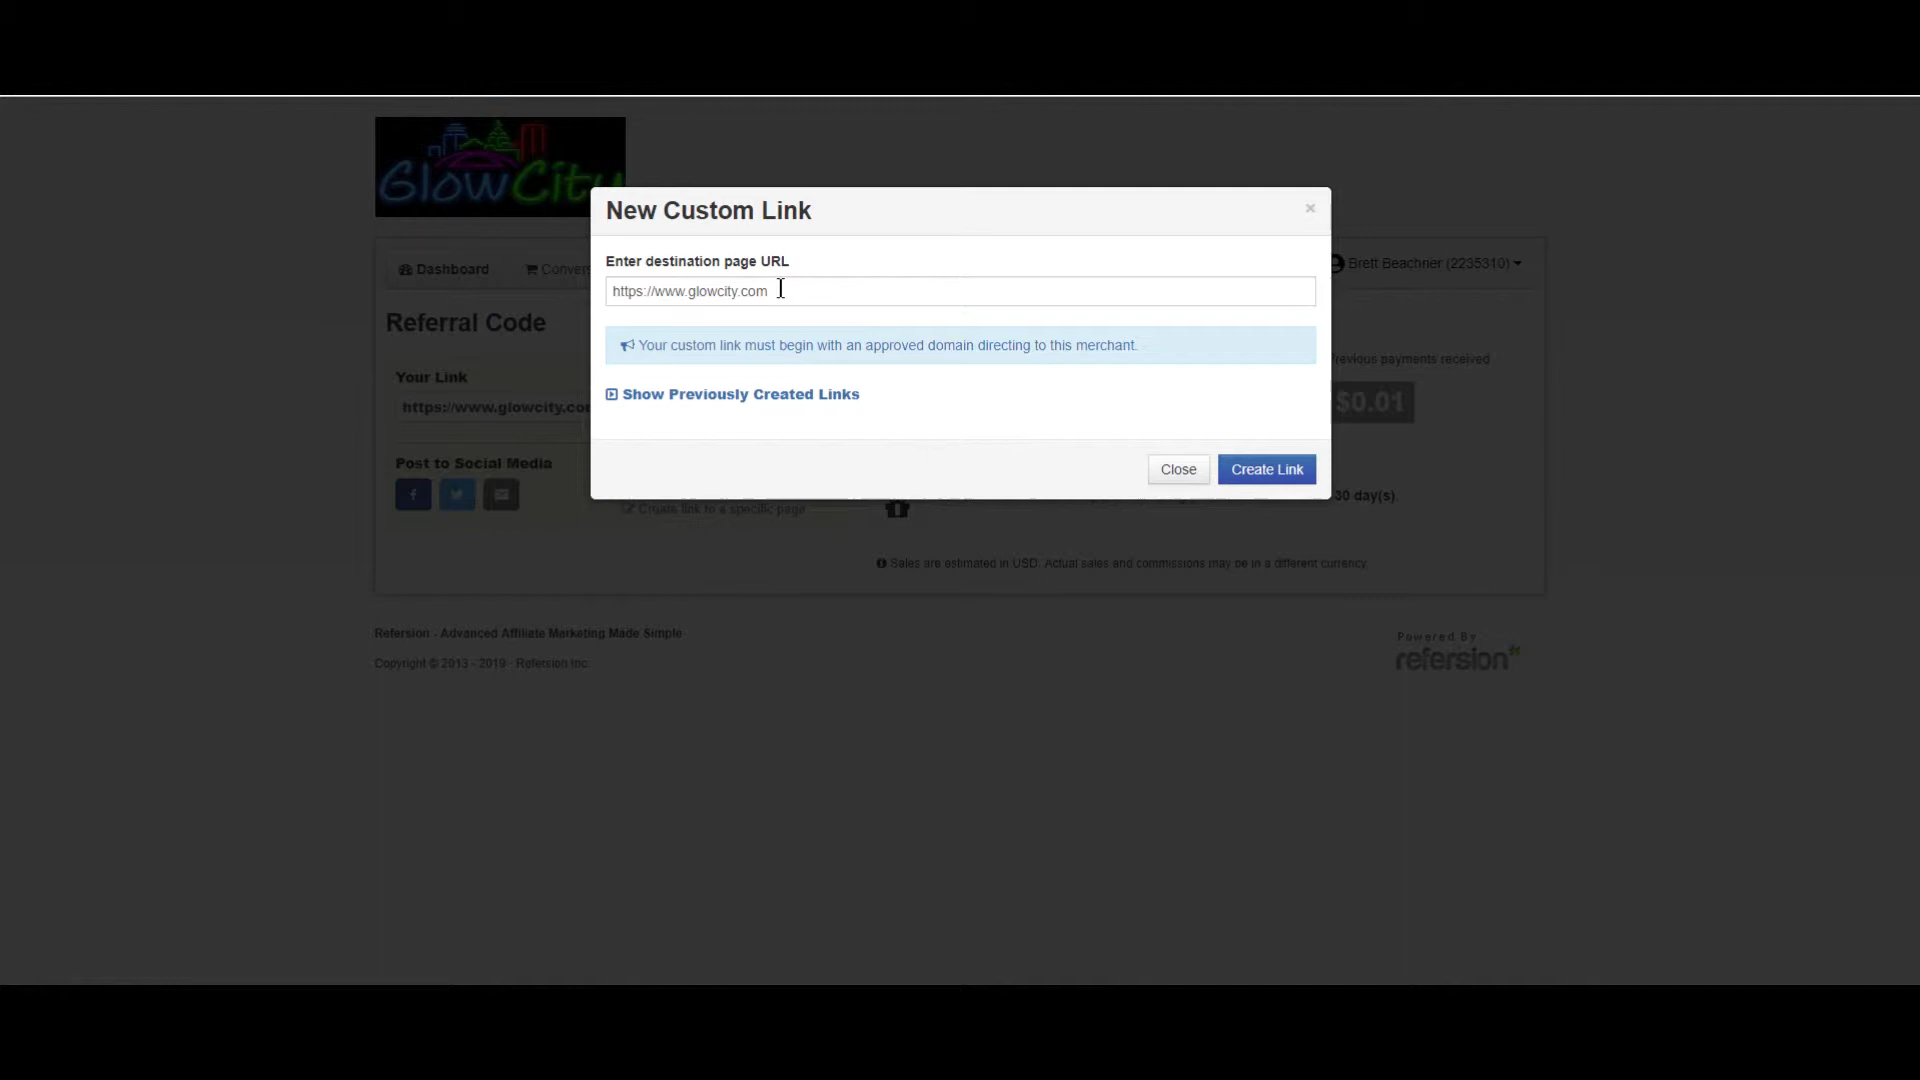 GlowCity
New Custom Link
×
Enter destination page URL
https://www.glowcity.com
Your custom link must begin with an approved domain directing to this merchant.
Show Previously Created Links
Close
Create Link
Dashboard
Conver
Brett Beachner (2235310)
Referral Code
Your Link
https://www.glowcity.co
Post to Social Media
Previous payments received
$0.01
Create link to a specific page
30 day(s).
Sales are estimated in USD. Actual sales and commissions may be in a different currency.
Refersion - Advanced Affiliate Marketing Made Simple
Copyright © 2013 - 2019 - Refersion Inc.
Powered By
refersion